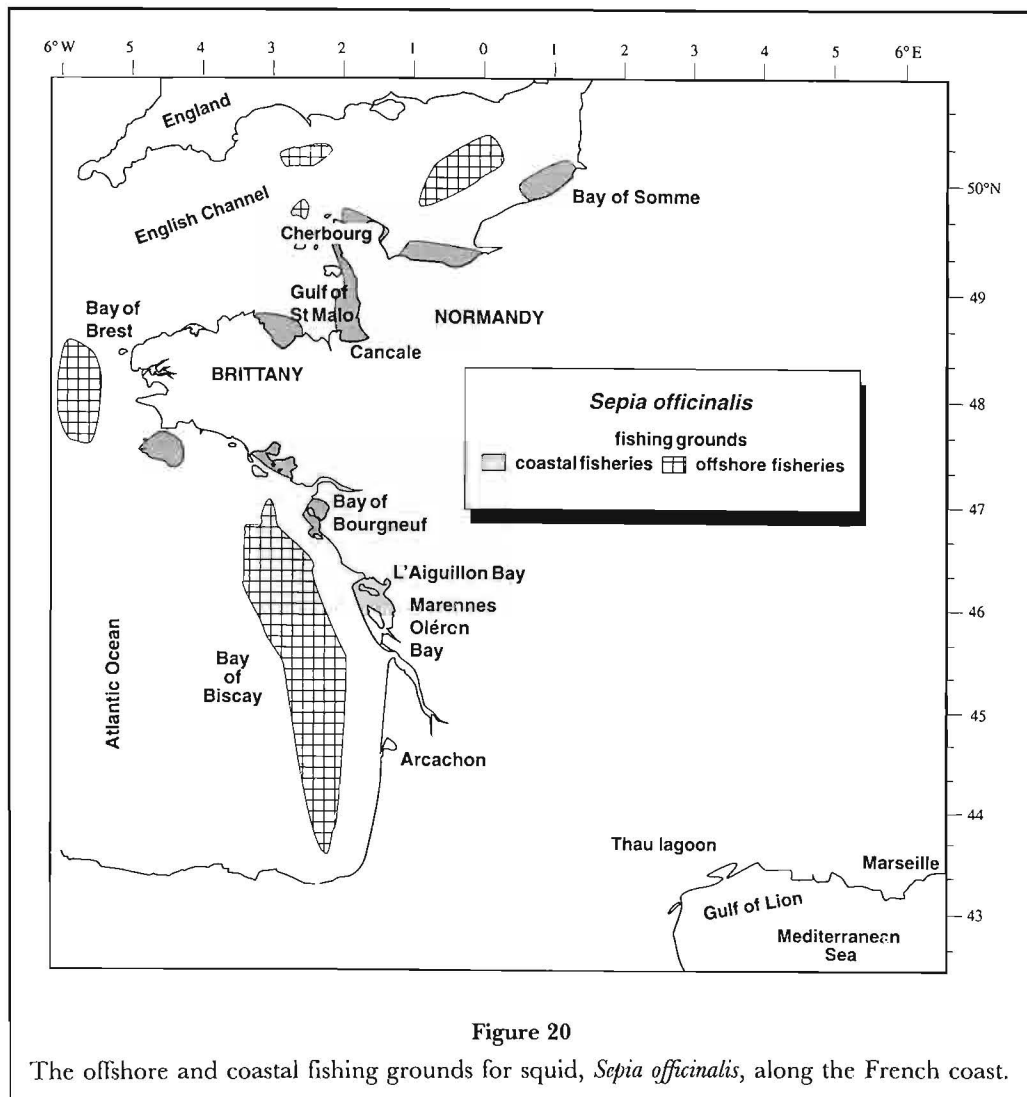 6° W 5 4 3 2 1 0 1 2 3 4 5 6° E
England
English Channel
50°N
Bay of Somme
Cherbourg
Gulf of
St Malo
49
NORMANDY
Bay of
Brest
Cancale
BRITTANY
48
Sepia officinalis
fishing grounds
coastal fisheries
offshore fisheries
47
Bay of
Bourgneuf
L'Aiguillon Bay
Marennes
Oléron
Bay
46
Atlantic Ocean
Bay
of
Biscay
45
Arcachon
44
Thau lagoon
Marseille
Gulf of Lion
43
Mediterranean
Sea
Figure 20
The offshore and coastal fishing grounds for squid, Sepia officinalis, along the French coast.